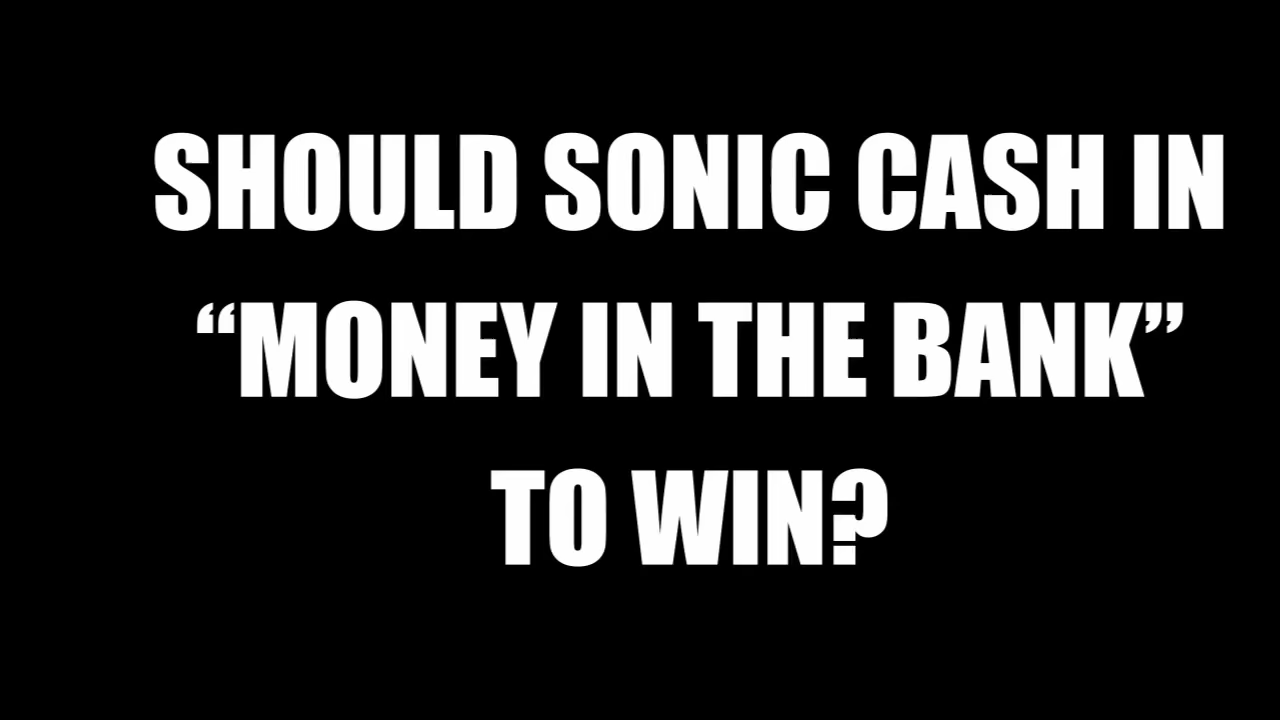 SHOULD SONIC CASH IN
“MONEY IN THE BANK”
TO WIN?